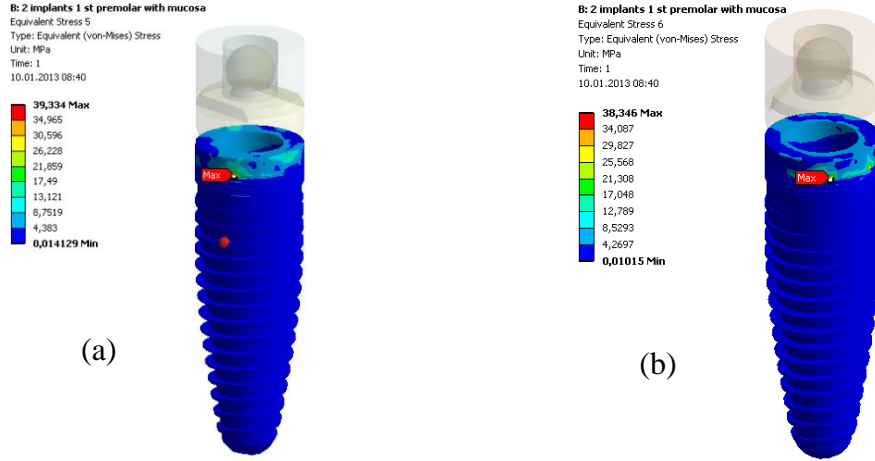 B: 2 implants 1 st premolar with mucosa
Equivalent Stress 5
Type: Equivalent (von-Mises) Stress
Unit: MPa
Time: 1
10.01.2013 08:40
39,334 Max
34,965
30,596
26,228
21,859
17,49
13,121
8,7519
4,383
0,014129 Min
Max
(a)
B: 2 implants 1 st premolar with mucosa
Equivalent Stress 6
Type: Equivalent (von-Mises) Stress
Unit: MPa
Time: 1
10.01.2013 08:40
38,346 Max
34,087
29,827
25,568
21,308
17,048
12,789
8,5293
4,2697
0,01015 Min
Max
(b)